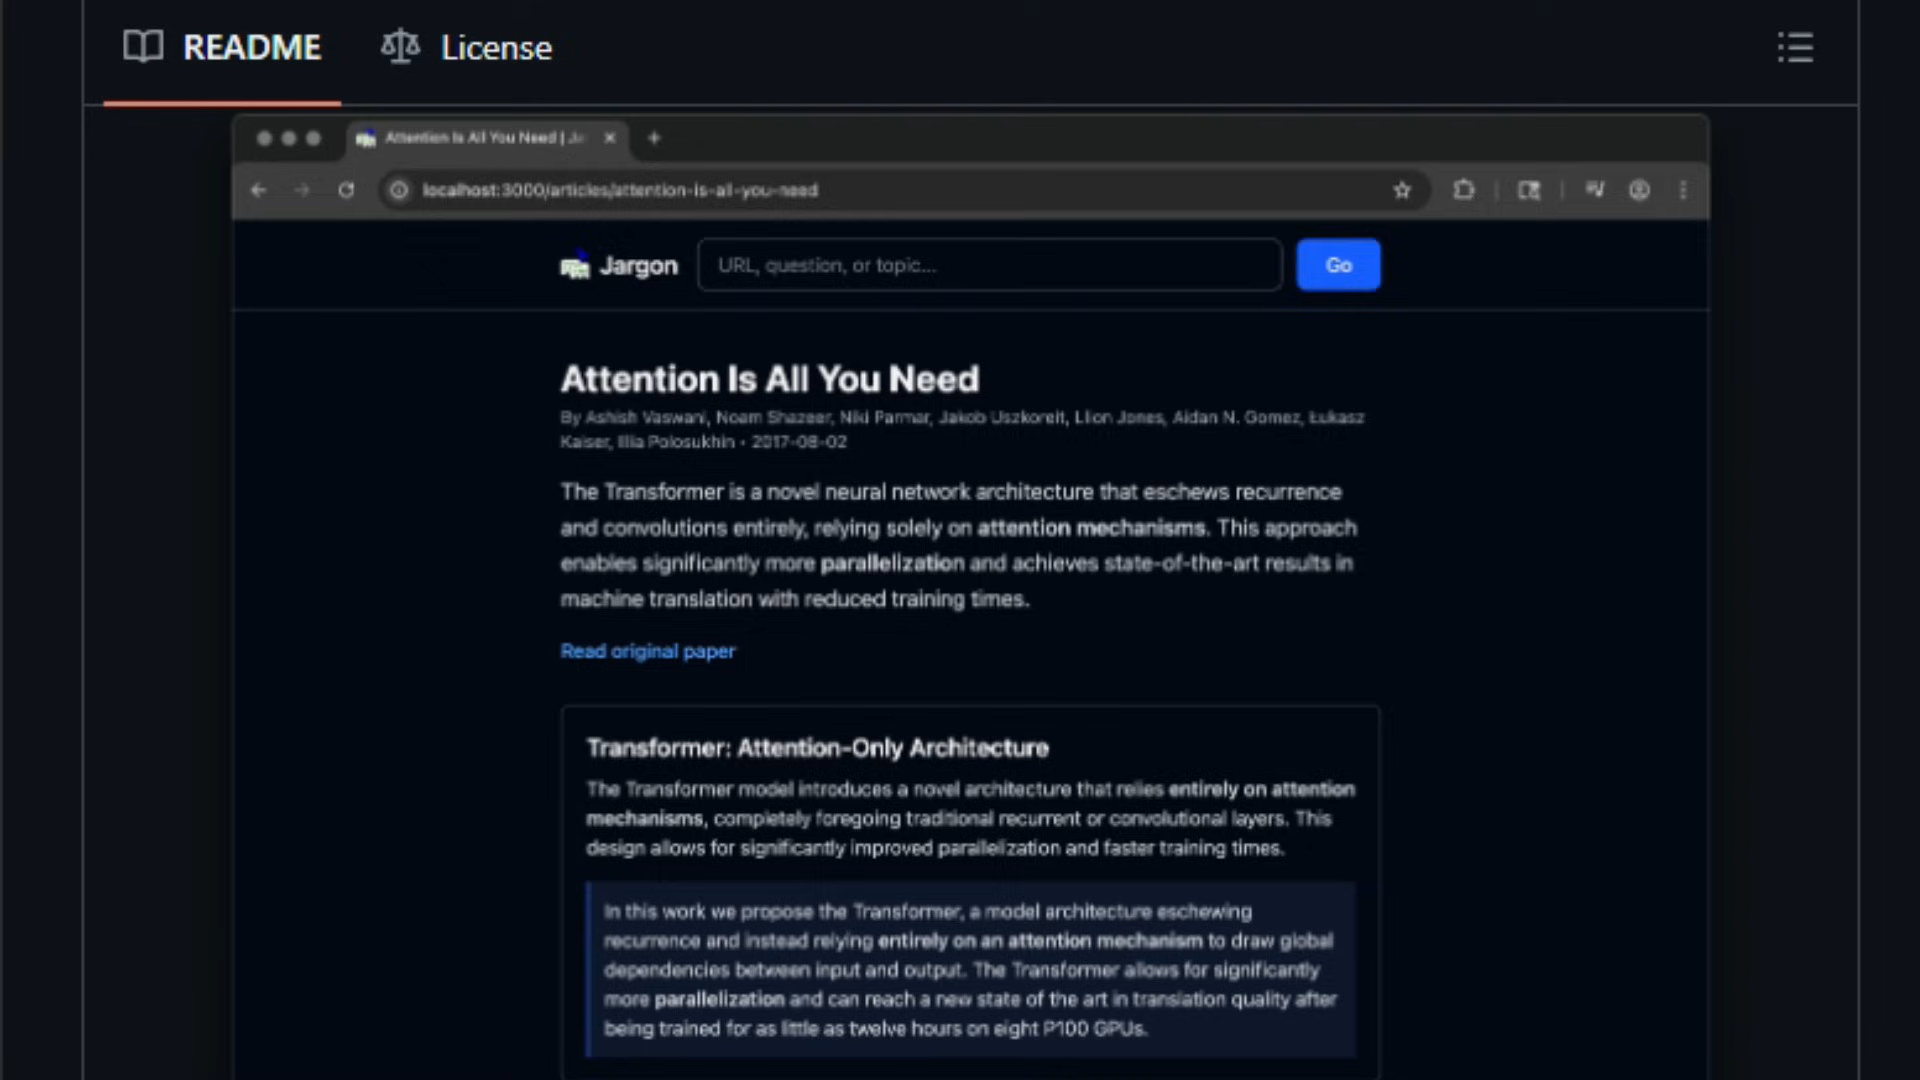 README
License
Attention Is All You Need | Ja
localhost:3000/articles/attention-is-all-you-need
Jargon
URL, question, or topic...
Go
Attention Is All You Need
By Ashish Vaswani, Noam Shazeer, Niki Parmar, Jakob Uszkoreit, Llion Jones, Aidan N. Gomez, Łukasz
Kaiser, Illia Polosukhin • 2017-08-02
The Transformer is a novel neural network architecture that eschews recurrence
and convolutions entirely, relying solely on attention mechanisms. This approach
enables significantly more parallelization and achieves state-of-the-art results in
machine translation with reduced training times.
Read original paper
Transformer: Attention-Only Architecture
The Transformer model introduces a novel architecture that relies entirely on attention
mechanisms, completely foregoing traditional recurrent or convolutional layers. This
design allows for significantly improved parallelization and faster training times.
In this work we propose the Transformer, a model architecture eschewing
recurrence and instead relying entirely on an attention mechanism to draw global
dependencies between input and output. The Transformer allows for significantly
more parallelization and can reach a new state of the art in translation quality after
being trained for as little as twelve hours on eight P100 GPUs.